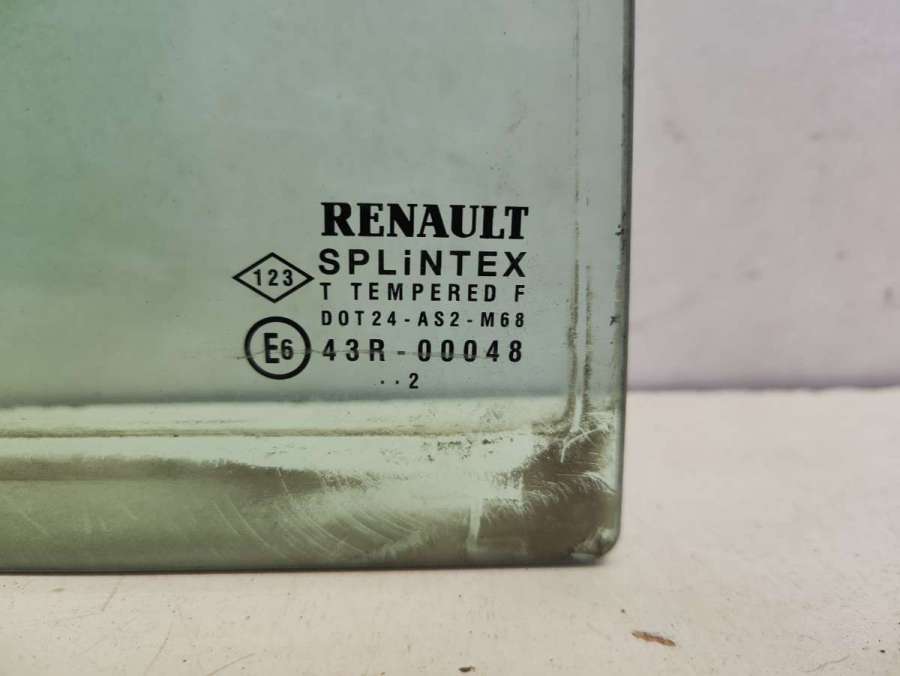 RENAULT
123 SPLiNTEX
T TEMPERED F
DOT24-AS2-M68
E6 43R-00048
..2